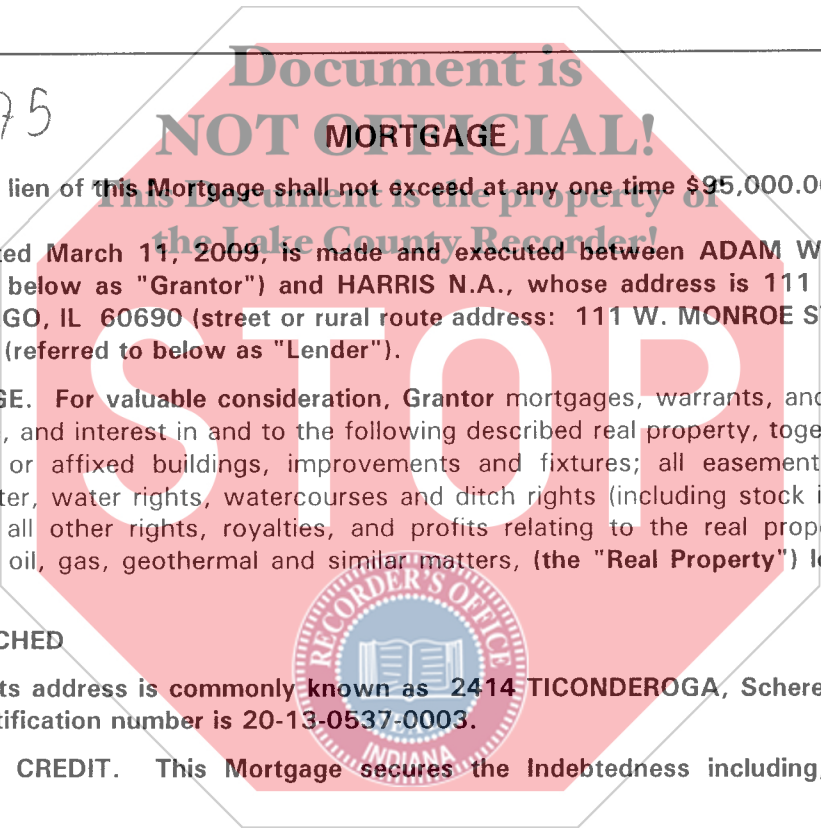 Document is
NOT OFFICIAL!
This Document is the property of
the Lake County Recorder!
75
MORTGAGE
lien of this Mortgage shall not exceed at any one time $95,000.0
ted March 11, 2009, is made and executed between ADAM W
below as "Grantor") and HARRIS N.A., whose address is 111
GO, IL 60690 (street or rural route address: 111 W. MONROE S
(referred to below as "Lender").
GE. For valuable consideration, Grantor mortgages, warrants, and
, and interest in and to the following described real property, toge
or affixed buildings, improvements and fixtures; all easement
ter, water rights, watercourses and ditch rights (including stock i
all other rights, royalties, and profits relating to the real prop
oil, gas, geothermal and similar matters, (the "Real Property") l
STOP
CHED
ts address is commonly known as 2414 TICONDEROGA, Schere
tification number is 20-13-0537-0003.
CREDIT. This Mortgage secures the Indebtedness including,
RECORDER'S OFFICE
SEAL
INDIANA